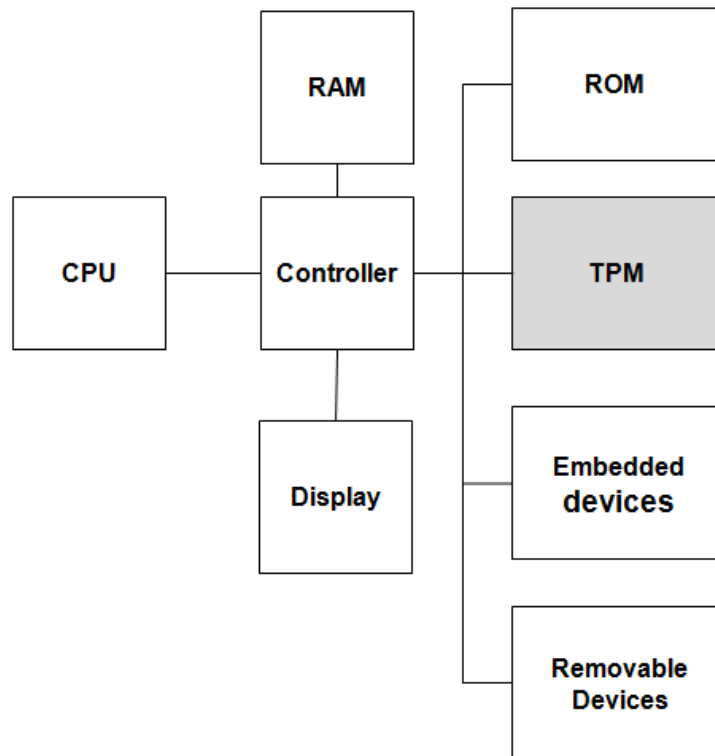 RAM
ROM
CPU
Controller
TPM
Display
Embedded
devices
Removable
Devices